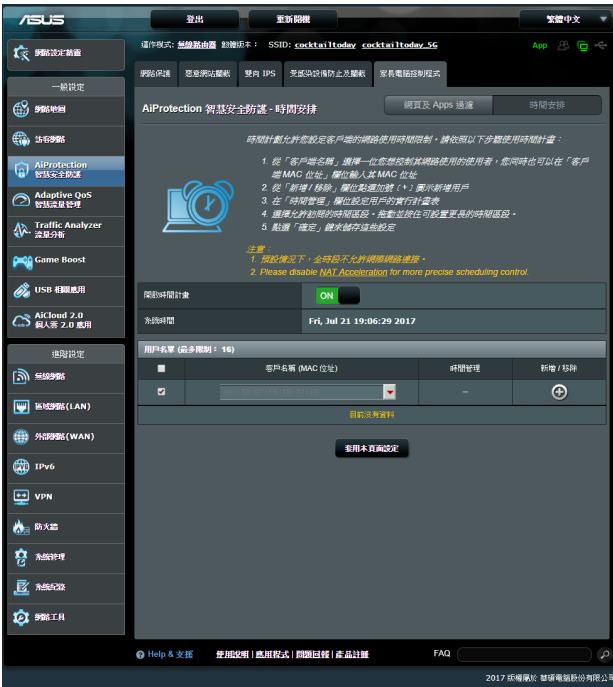 ASUS
登出
重新開機
繁體中文
運作模式: 無線路由器 韌體版本: SSID: cocktailtoday cocktailtoday_5G
App
網路設定精靈
網路保護
惡意網站攔截
雙向 IPS
受感染設備防止及攔截
家長電腦控制程式
一般設定
網路地圖
訪客網路
AiProtection
智慧安全防護
Adaptive QoS
智慧流量管理
Traffic Analyzer
流量分析
Game Boost
USB 相關應用
AiCloud 2.0
個人雲 2.0 應用
進階設定
無線網路
區域網路(LAN)
外部網路(WAN)
IPv6
VPN
防火牆
系統管理
系統紀錄
網路工具
AiProtection 智慧安全防護 - 時間安排
網頁及 Apps 過濾
時間安排
時間計劃允許您設定客戶端的網路使用時間限制。請依照以下步驟使用時間計畫：
1. 從「客戶端名稱」選擇一位您想控制其網路使用的使用者，您同時也可以在「客戶
端 MAC 位址」欄位輸入其 MAC 位址
2. 從「新增 / 移除」欄位點選加號 ( + ) 顯示新增用戶
3. 在「時間管理」欄位設定用戶的實行計畫表
4. 選擇允許訪問的時間區段。拖動並按住可設置更長的時間區段。
5. 點選「確定」鍵來儲存這些設定
注意：
1. 預設情況下，全時段不允許網際網路連接。
2. Please disable NAT Acceleration for more precise scheduling control.
開啟時間計畫
ON
系統時間
Fri, Jul 21 19:06:29 2017
用戶名單 (最多限制 : 16)
客戶名稱 (MAC 位址)
時間管理
新增 / 移除
–
目前沒有資料
套用本頁面設定
Help & 支援
使用說明 | 應用程式 | 問題回報 | 產品註冊
FAQ
2017 版權屬於 華碩電腦股份有限公司